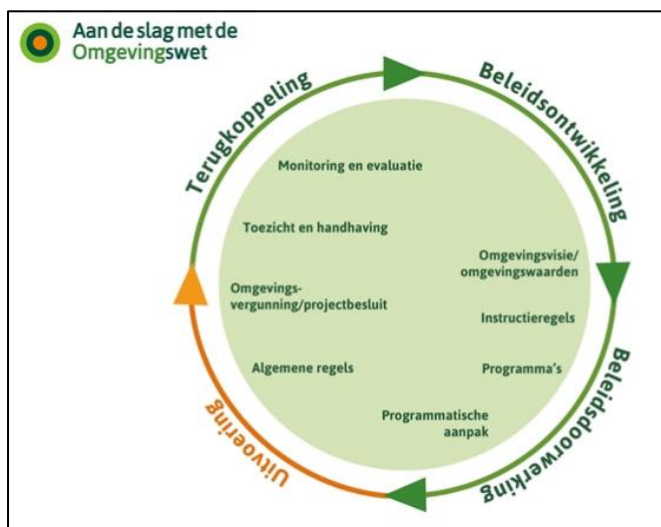 Aan de slag met de
Omgevingswet
Terugkoppeling
Beleidsontwikkeling
Monitoring en evaluatie
Toezicht en handhaving
Omgevingsvisie/
omgevingswaarden
Omgevings-
vergunning/projectbesluit
Instructieregels
Algemene regels
Programma's
Programmatische
aanpak
Uitvoering
Beleidsdoorwerking